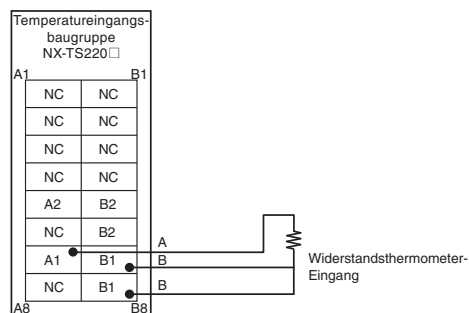 Temperatureingangs-
baugruppe
NX-TS220□
A1 B1
NC NC
NC NC
NC NC
NC NC
A2 B2
NC B2
A
A1 B1 B
NC B1 B
Widerstandsthermometer-
Eingang
A8 B8